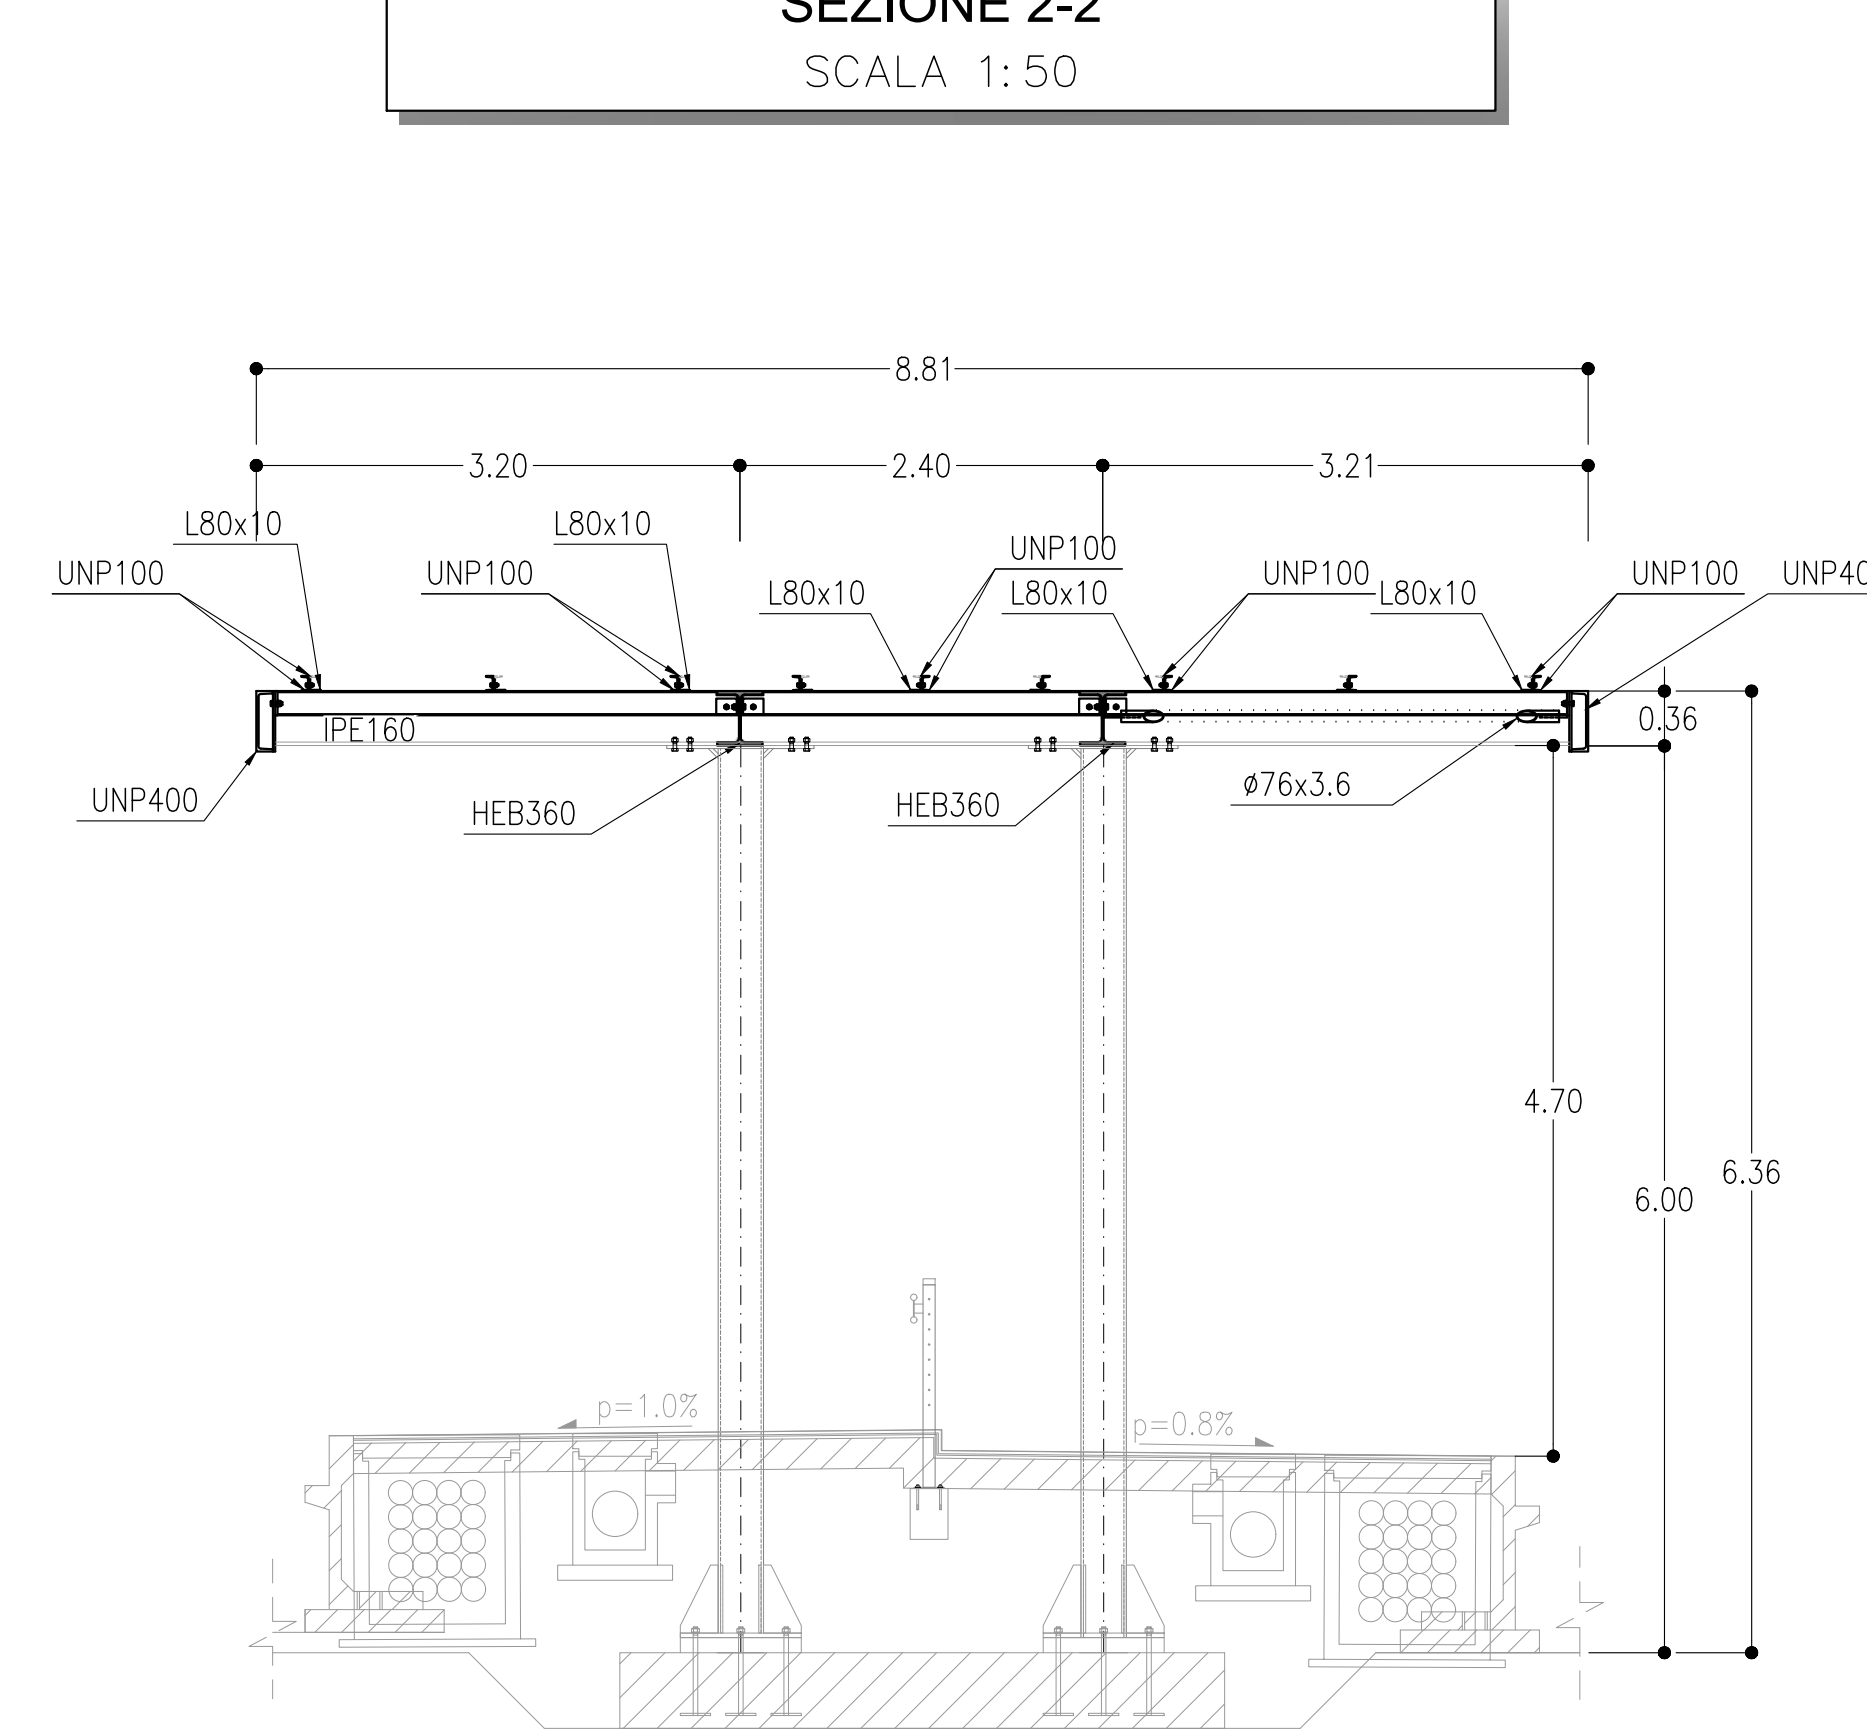 SEZIONE 2-2
SCALA 1:50
8.81
3.20
2.40
3.21
L80x10
L80x10
UNP100
UNP100
UNP100
UNP100
UNP100
UNP40
L80x10
L80x10
L80x10
0.36
IPE160
UNP400
HEB360
HEB360
ø76x3.6
4.70
6.36
6.00
p=1.0%
p=0.8%